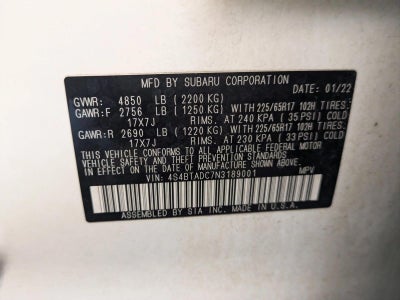 MFD BY SUBARU CORPORATION DATE: 01/22
GVWR: 4850 LB (2200 KG)
GAWR:F 2756 LB (1250 KG) WITH 225/65R17 102H TIRES.
17X7J RIMS. AT 240 KPA (35 PSI) COLD
GAWR:R 2690 LB (1220 KG) WITH 225/65R17 102H TIRES.
17X7J RIMS. AT 230 KPA (33 PSI) COLD
THIS VEHICLE CONFORMS TO ALL APPLICABLE FEDERAL MOTOR
VEHICLE SAFETY AND THEFT PREVENTION STANDARDS
IN EFFECT ON THE DATE OF MANUFACTURE SHOWN ABOVE.
VIN: 4S4BTADC7N3189001 MPV
ASSEMBLED BY SIA INC. IN U.S.A.